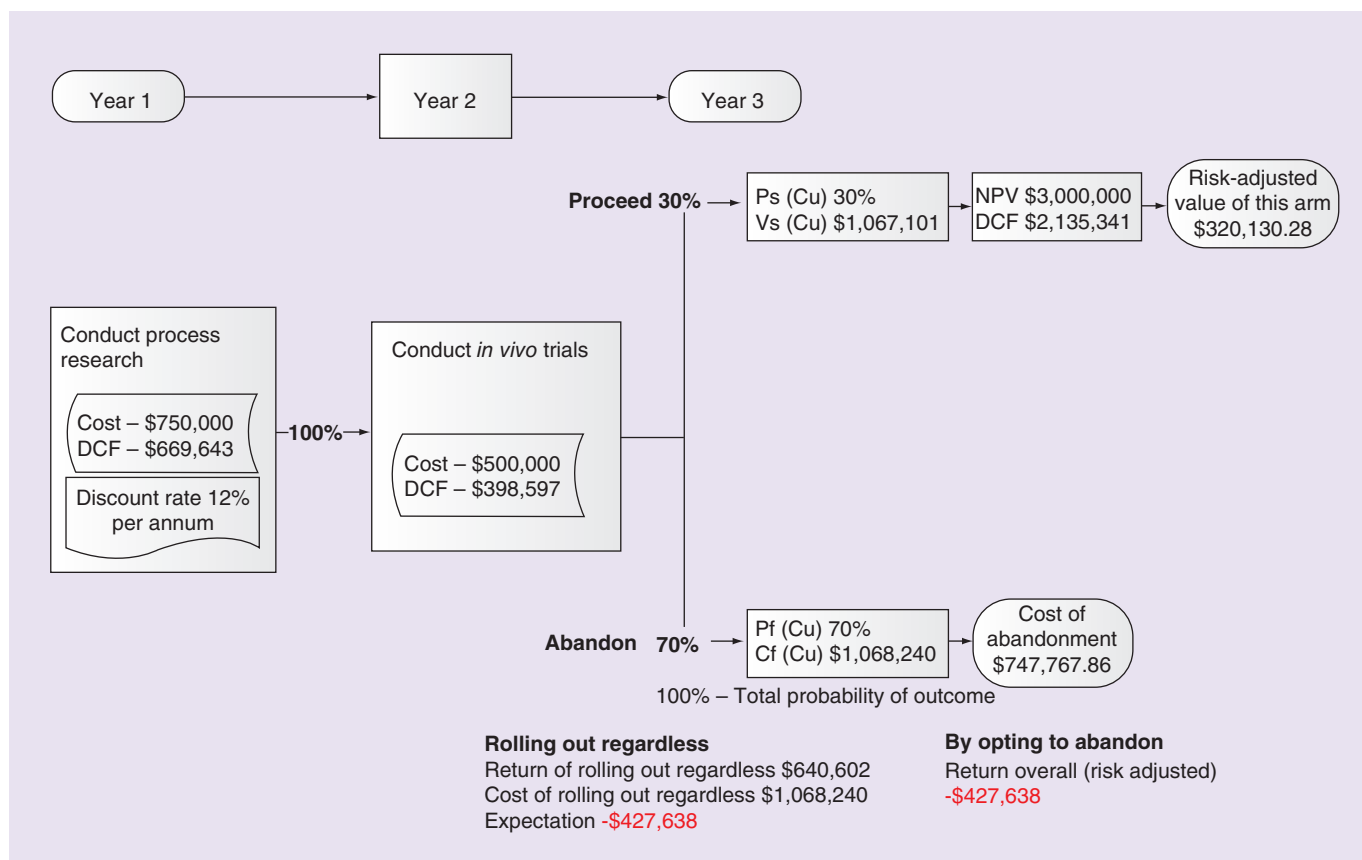 Year 1
Year 2
Year 3
Proceed 30%
Ps (Cu) 30%
Vs (Cu) $1,067,101
NPV $3,000,000
DCF $2,135,341
Risk-adjusted
value of this arm
$320,130.28
Conduct process
research
Cost – $750,000
DCF – $669,643
Discount rate 12%
per annum
100%
Conduct in vivo trials
Cost – $500,000
DCF – $398,597
Abandon 70%
Pf (Cu) 70%
Cf (Cu) $1,068,240
Cost of
abandonment
$747,767.86
100% – Total probability of outcome
Rolling out regardless
Return of rolling out regardless $640,602
Cost of rolling out regardless $1,068,240
Expectation -$427,638
By opting to abandon
Return overall (risk adjusted)
-$427,638